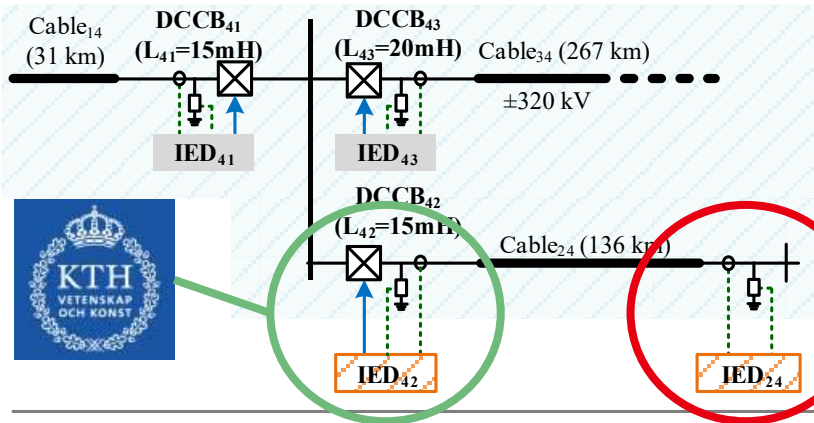 Cable14
(31 km)
DCCB41
(L41=15mH)
DCCB43
(L43=20mH)
Cable34 (267 km)
±320 kV
IED41
IED43
DCCB42
(L42=15mH)
Cable24 (136 km)
KTH
VETENSKAP
OCH KONST
IED42
IED24